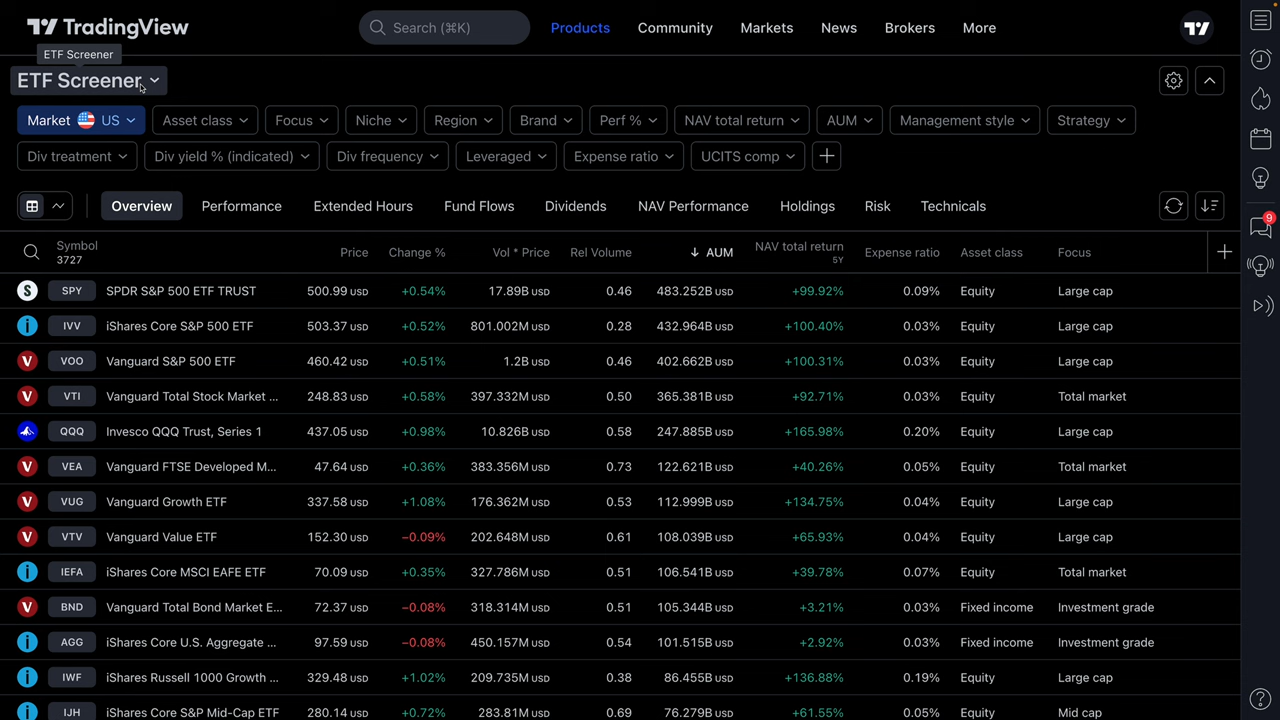 TradingView
Search (⌘K)
Products Community Markets News Brokers More
ETF Screener
ETF Screener
Market US Asset class Focus Niche Region Brand Perf % NAV total return AUM Management style Strategy
Div treatment Div yield % (indicated) Div frequency Leveraged Expense ratio UCITS comp
Overview Performance Extended Hours Fund Flows Dividends NAV Performance Holdings Risk Technicals
9
Symbol 3727 Price Change % Vol * Price Rel Volume ↓ AUM NAV total return 5Y Expense ratio Asset class Focus
S SPY SPDR S&P 500 ETF TRUST 500.99 USD +0.54% 17.89B USD 0.46 483.252B USD +99.92% 0.09% Equity Large cap
i IVV iShares Core S&P 500 ETF 503.37 USD +0.52% 801.002M USD 0.28 432.964B USD +100.40% 0.03% Equity Large cap
V VOO Vanguard S&P 500 ETF 460.42 USD +0.51% 1.2B USD 0.46 402.662B USD +100.31% 0.03% Equity Large cap
V VTI Vanguard Total Stock Market ... 248.83 USD +0.58% 397.332M USD 0.50 365.381B USD +92.71% 0.03% Equity Total market
QQQ Invesco QQQ Trust, Series 1 437.05 USD +0.98% 10.826B USD 0.58 247.885B USD +165.98% 0.20% Equity Large cap
V VEA Vanguard FTSE Developed M... 47.64 USD +0.36% 383.356M USD 0.73 122.621B USD +40.26% 0.05% Equity Total market
V VUG Vanguard Growth ETF 337.58 USD +1.08% 176.362M USD 0.53 112.999B USD +134.75% 0.04% Equity Large cap
V VTV Vanguard Value ETF 152.30 USD −0.09% 202.648M USD 0.61 108.039B USD +65.93% 0.04% Equity Large cap
i IEFA iShares Core MSCI EAFE ETF 70.09 USD +0.35% 327.786M USD 0.51 106.541B USD +39.78% 0.07% Equity Total market
V BND Vanguard Total Bond Market E... 72.37 USD −0.08% 318.314M USD 0.51 105.344B USD +3.21% 0.03% Fixed income Investment grade
i AGG iShares Core U.S. Aggregate ... 97.59 USD −0.08% 450.157M USD 0.54 101.515B USD +2.92% 0.03% Fixed income Investment grade
i IWF iShares Russell 1000 Growth ... 329.48 USD +1.02% 209.735M USD 0.38 86.455B USD +136.88% 0.19% Equity Large cap
i IJH iShares Core S&P Mid-Cap ETF 280.14 USD +0.72% 283.81M USD 0.69 76.279B USD +61.55% 0.05% Equity Mid cap